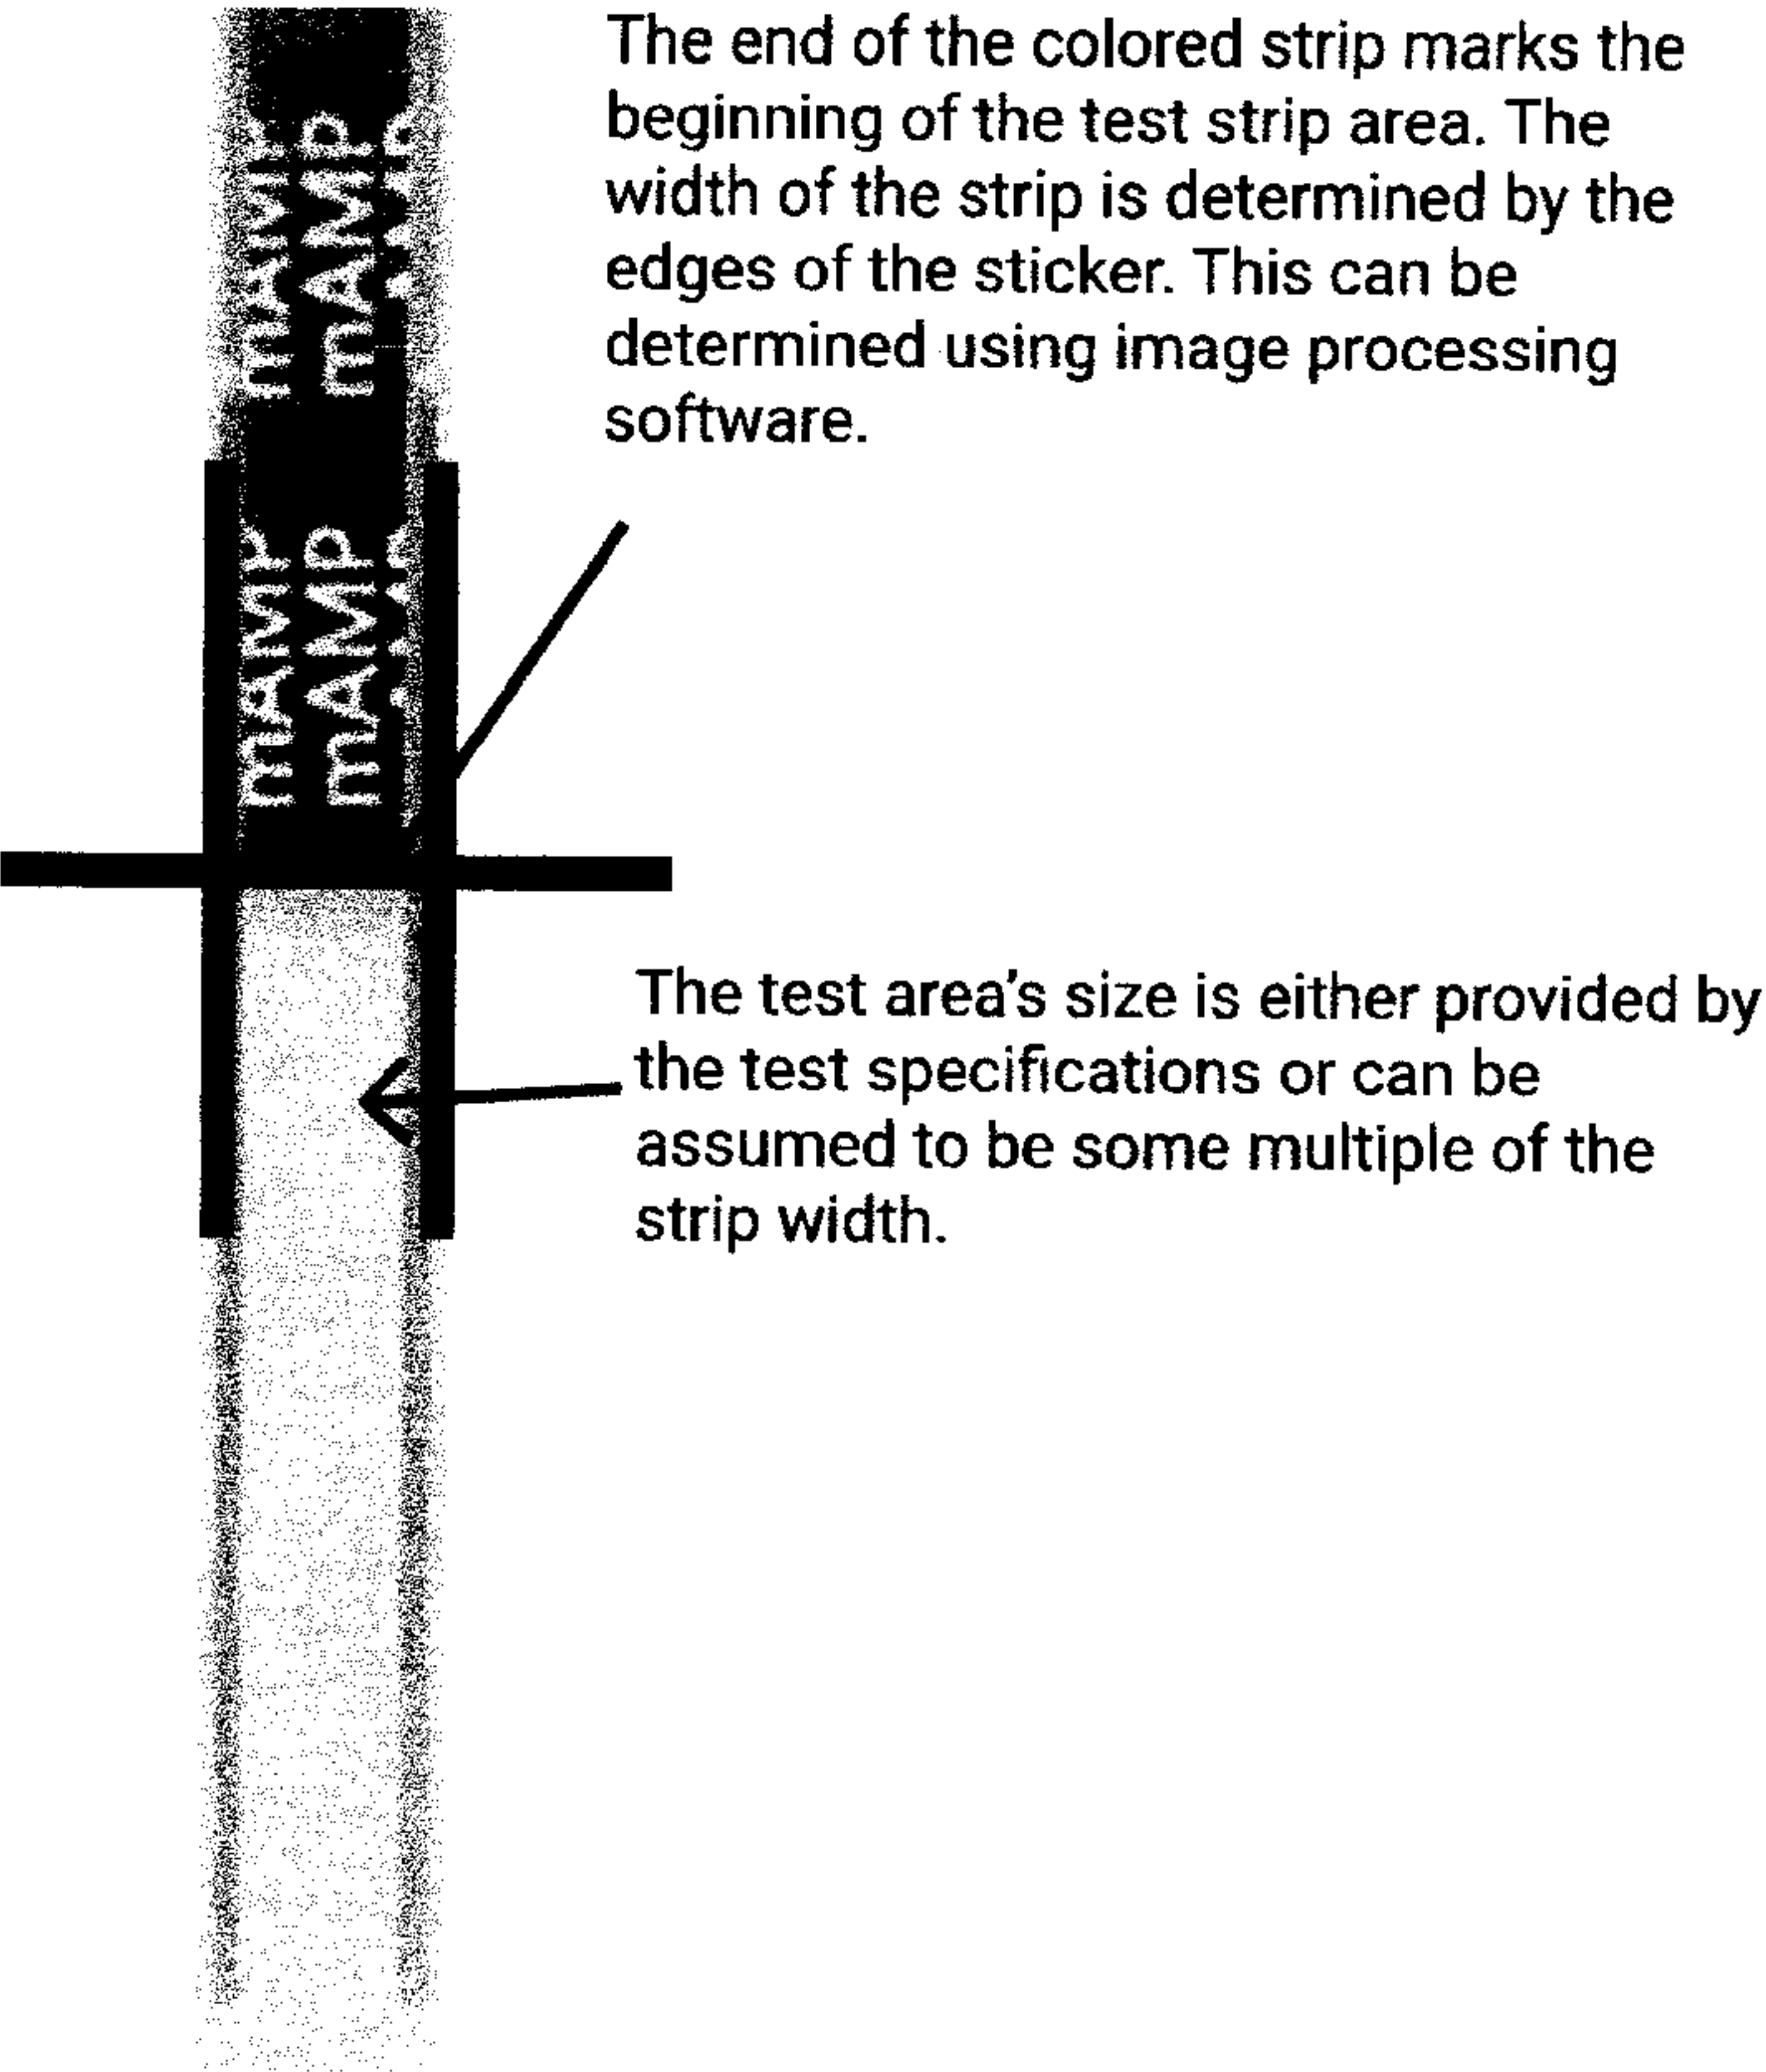 The end of the colored strip marks the
beginning of the test strip area. The
width of the strip is determined by the
edges of the sticker. This can be
determined using image processing
software.
mAMP
mAMP
mAMP
mAMP
The test area's size is either provided by
the test specifications or can be
assumed to be some multiple of the
strip width.